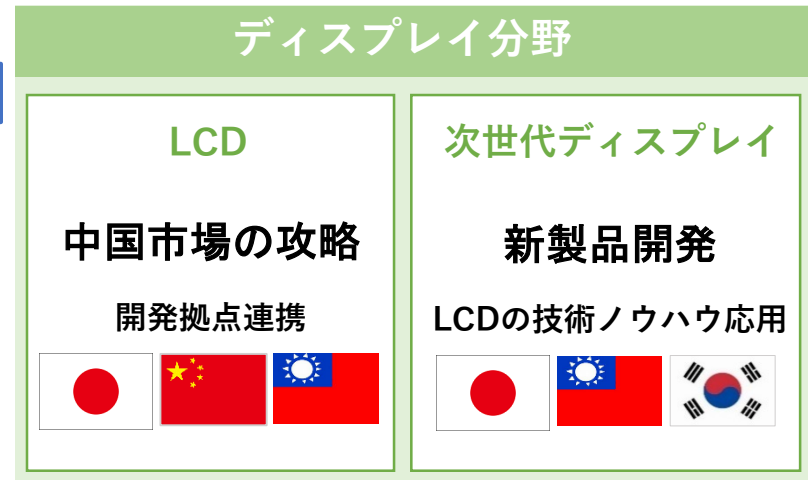 ディスプレイ分野
LCD
中国市場の攻略
開発拠点連携
次世代ディスプレイ
新製品開発
LCDの技術ノウハウ応用